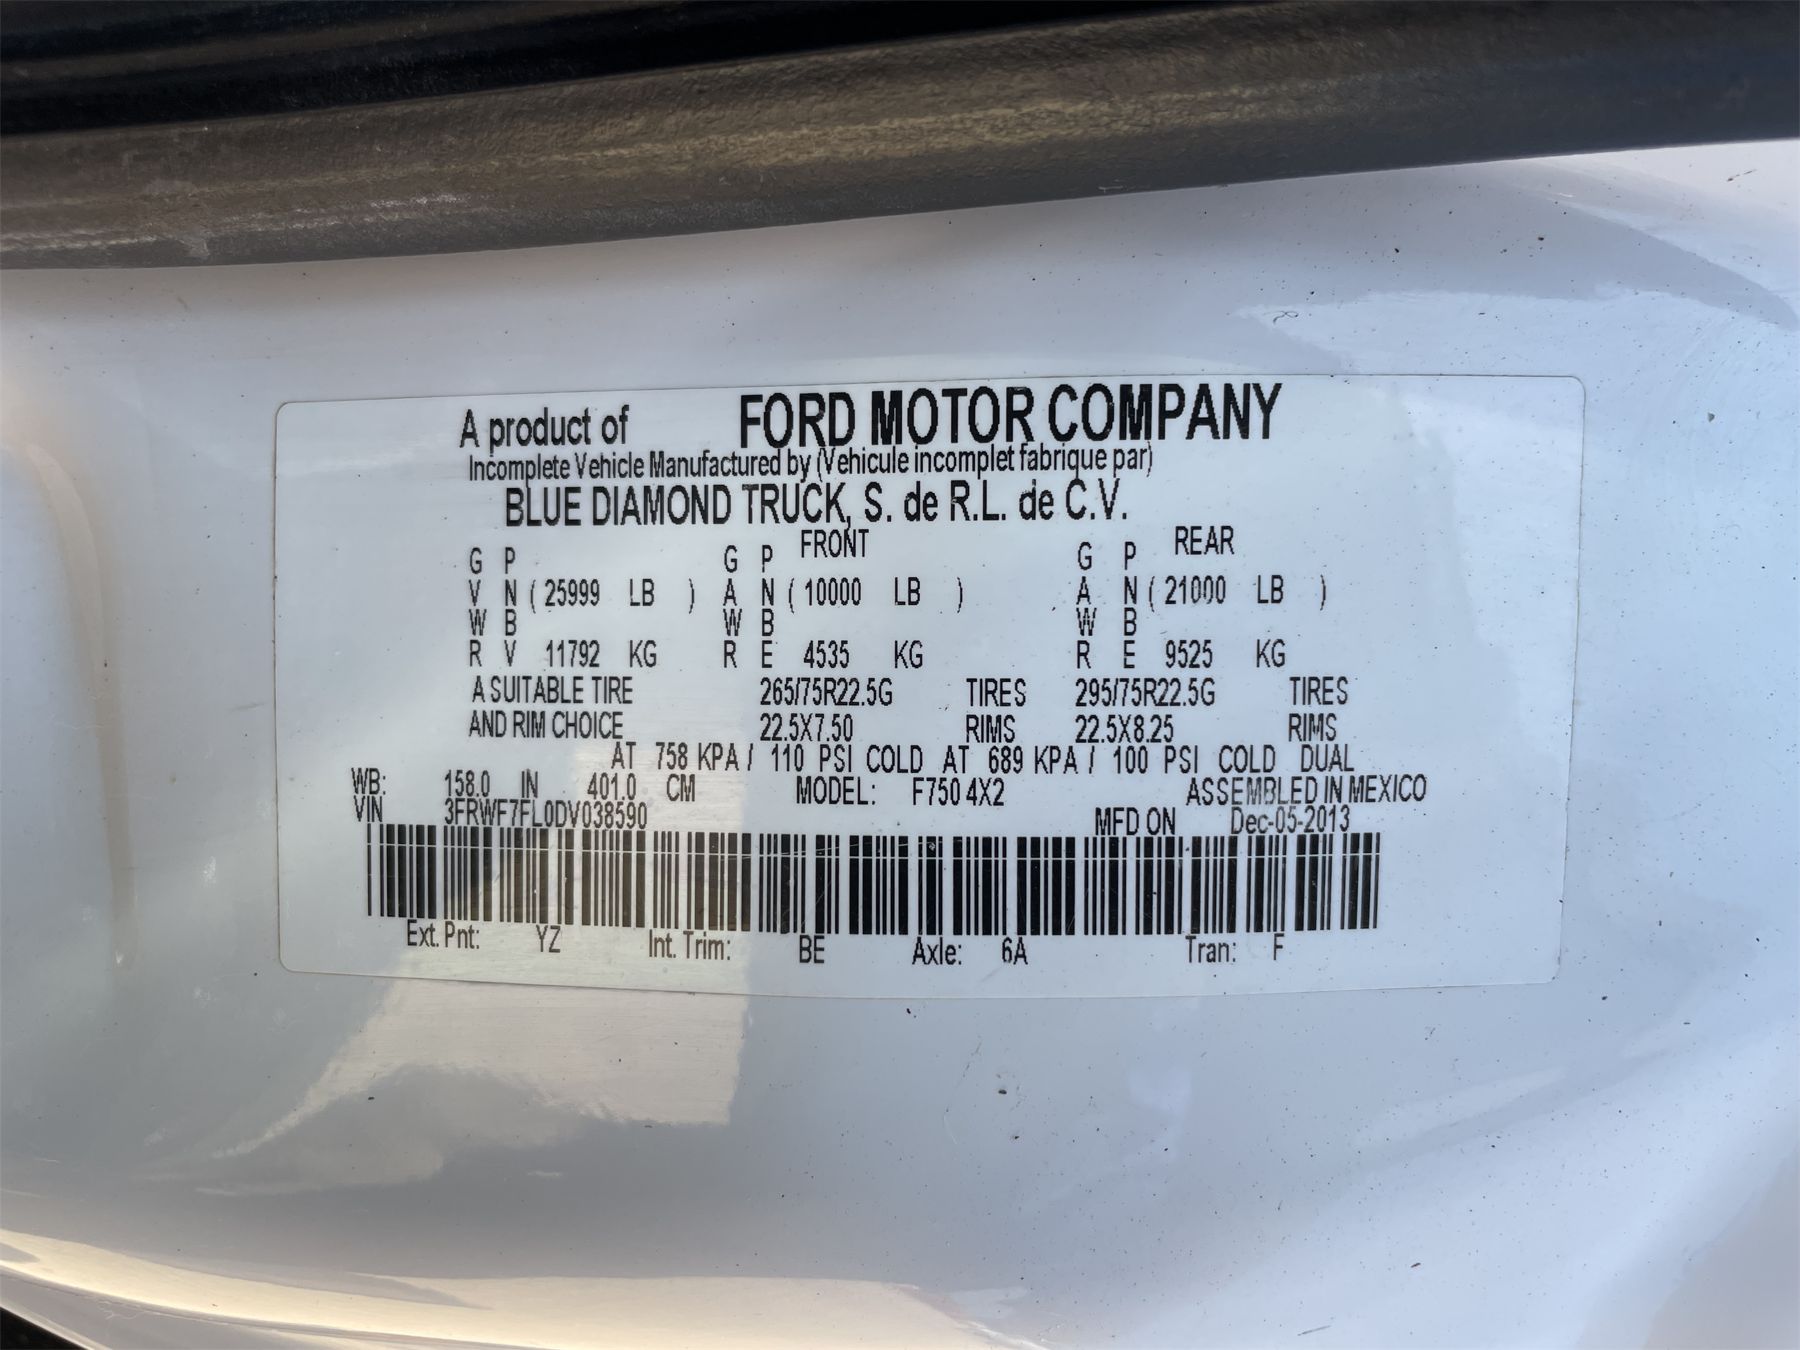 A product of FORD MOTOR COMPANY
Incomplete Vehicle Manufactured by (Vehicule incomplet fabrique par)
BLUE DIAMOND TRUCK, S. de R.L. de C.V.
FRONT REAR
G P G P G P
V N ( 25999 LB ) A N ( 10000 LB ) A N ( 21000 LB )
W B W B W B
R V 11792 KG R E 4535 KG R E 9525 KG
A SUITABLE TIRE 265/75R22.5G TIRES 295/75R22.5G TIRES
AND RIM CHOICE 22.5X7.50 RIMS 22.5X8.25 RIMS
AT 758 KPA / 110 PSI COLD AT 689 KPA / 100 PSI COLD DUAL
WB: 158.0 IN 401.0 CM MODEL: F750 4X2 ASSEMBLED IN MEXICO
VIN 3FRWF7FL0DV038590 MFD ON Dec-05-2013
Ext. Pnt: YZ Int. Trim: BE Axle: 6A Tran: F